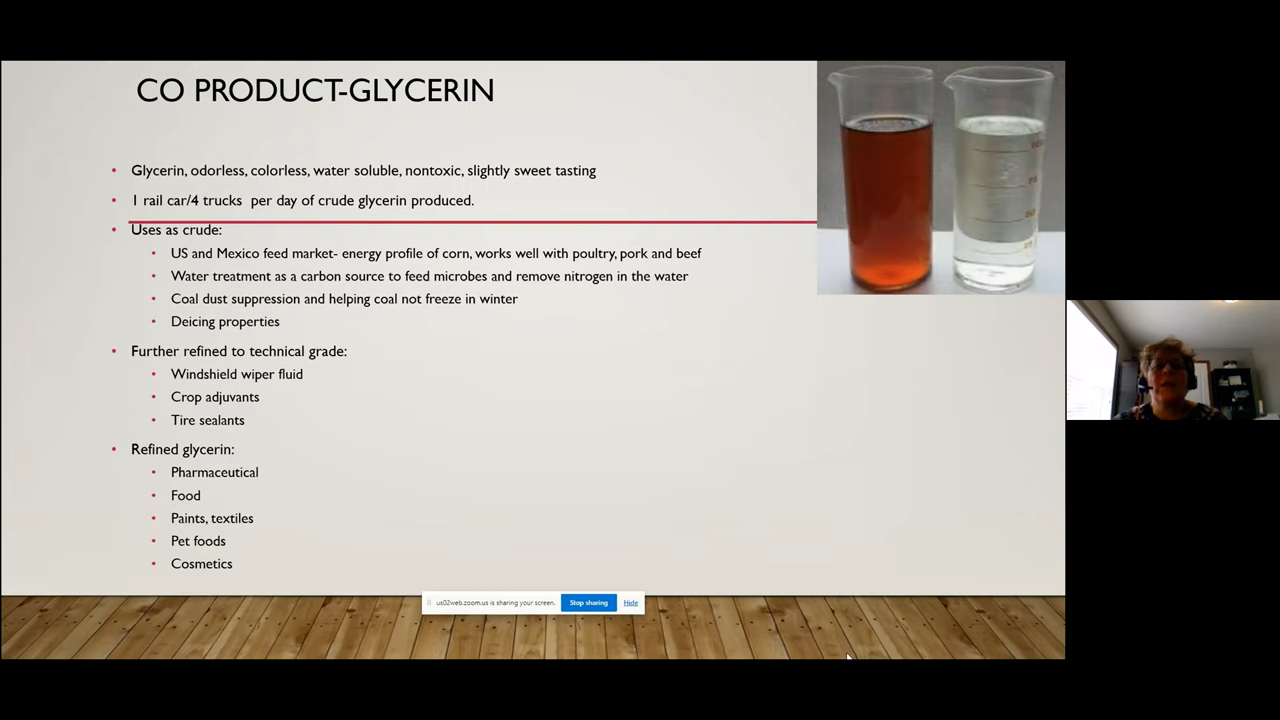 CO PRODUCT-GLYCERIN
Glycerin, odorless, colorless, water soluble, nontoxic, slightly sweet tasting
1 rail car/4 trucks per day of crude glycerin produced.
Uses as crude:
US and Mexico feed market- energy profile of corn, works well with poultry, pork and beef
Water treatment as a carbon source to feed microbes and remove nitrogen in the water
Coal dust suppression and helping coal not freeze in winter
Deicing properties
Further refined to technical grade:
Windshield wiper fluid
Crop adjuvants
Tire sealants
Refined glycerin:
Pharmaceutical
Food
Paints, textiles
Pet foods
Cosmetics
us02web.zoom.us is sharing your screen. Stop sharing Hide